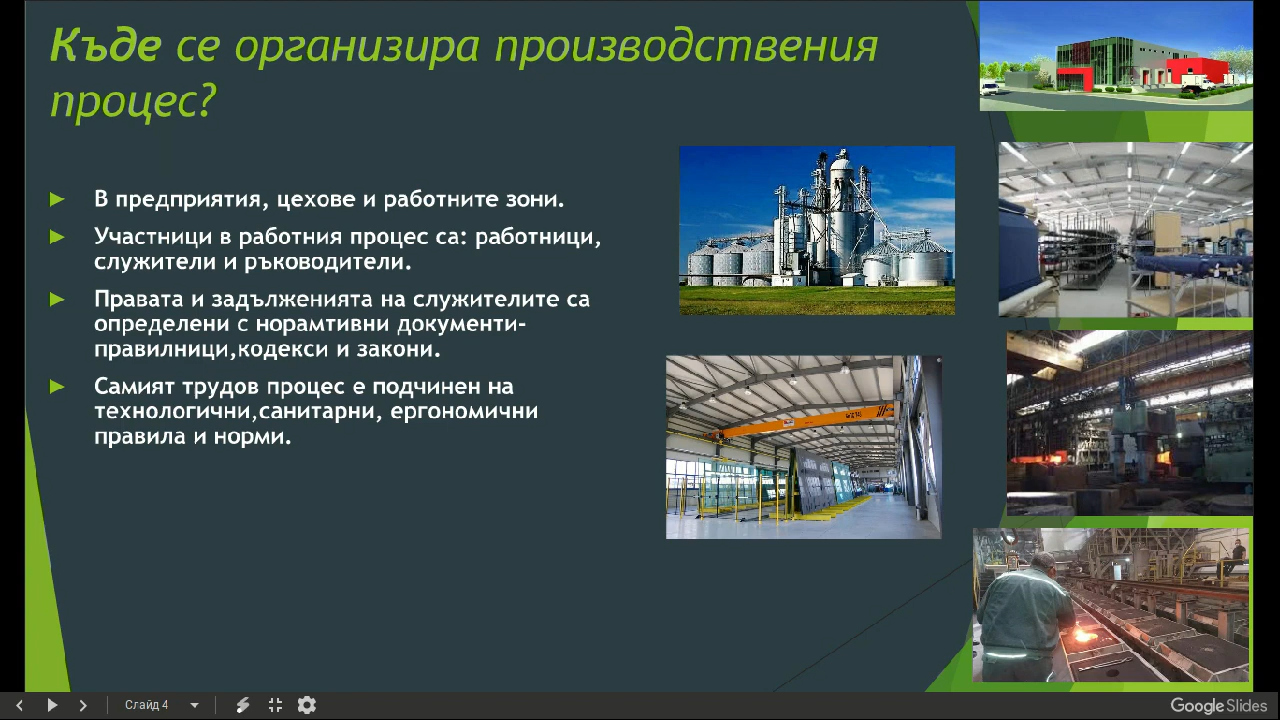 Къде се организира производствения
процес?
В предприятия, цехове и работните зони.
Участници в работния процес са: работници,
служители и ръководители.
Правата и задълженията на служителите са
определени с норамтивни документи-
правилници,кодекси и закони.
Самият трудов процес е подчинен на
технологични,санитарни, ергономични
правила и норми.
Слайд 4
Google Slides